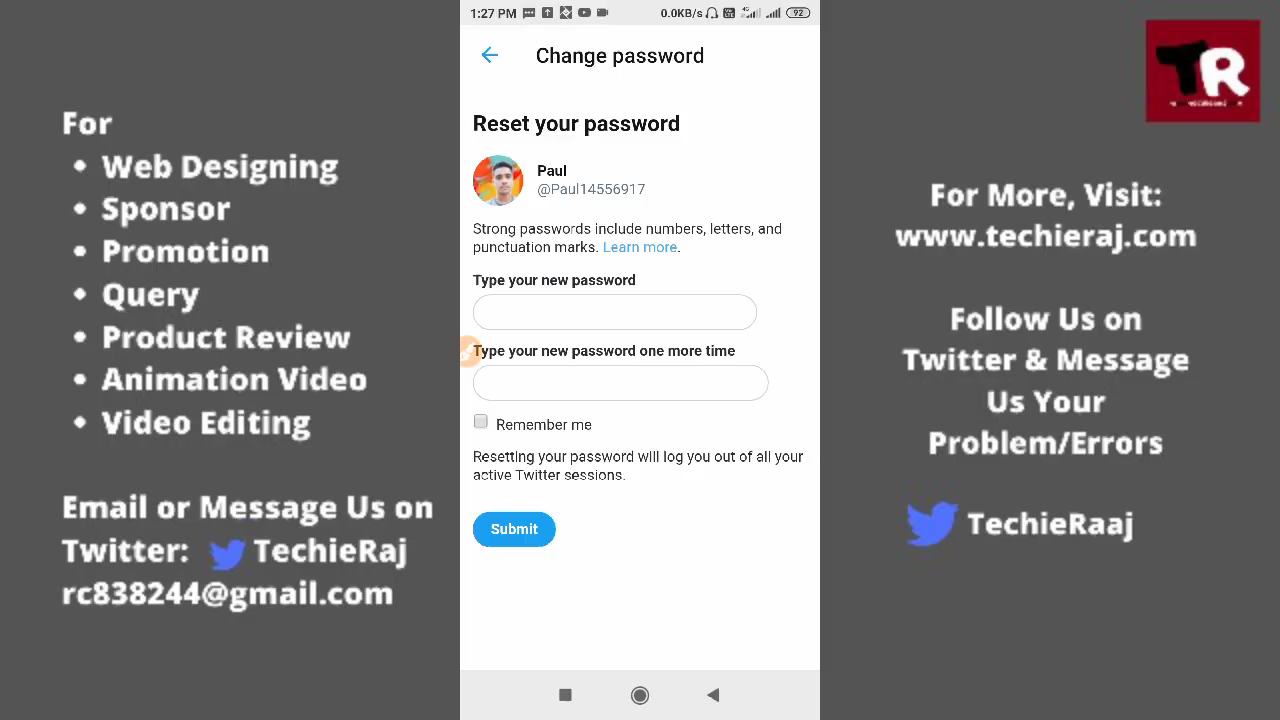 For
• Web Designing
• Sponsor
• Promotion
• Query
• Product Review
• Animation Video
• Video Editing
Email or Message Us on
Twitter: TechieRaj
rc838244@gmail.com
1:27 PM
0.0KB/s
4G
92
Change password
Reset your password
Paul
@Paul14556917
Strong passwords include numbers, letters, and
punctuation marks. Learn more.
Type your new password
Type your new password one more time
Remember me
Resetting your password will log you out of all your
active Twitter sessions.
Submit
TR
For More, Visit:
www.techieraj.com
Follow Us on
Twitter & Message
Us Your
Problem/Errors
TechieRaaj